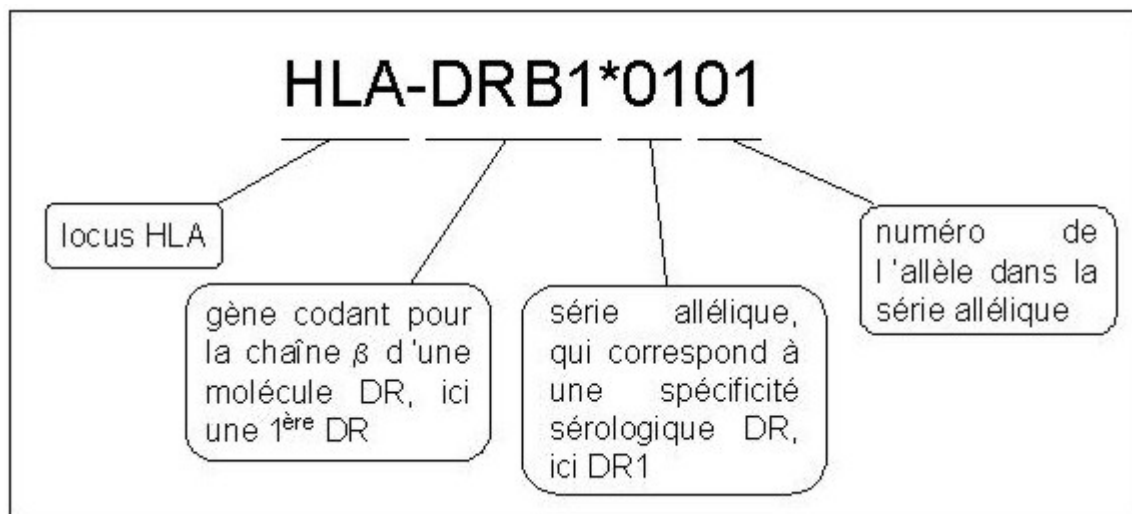 HLA-DRB1*0101
locus HLA
gène codant pour
la chaîne β d'une
molécule DR, ici
une 1ère DR
série allélique,
qui correspond à
une spécificité
sérologique DR,
ici DR1
numéro de
l'allèle dans la
série allélique